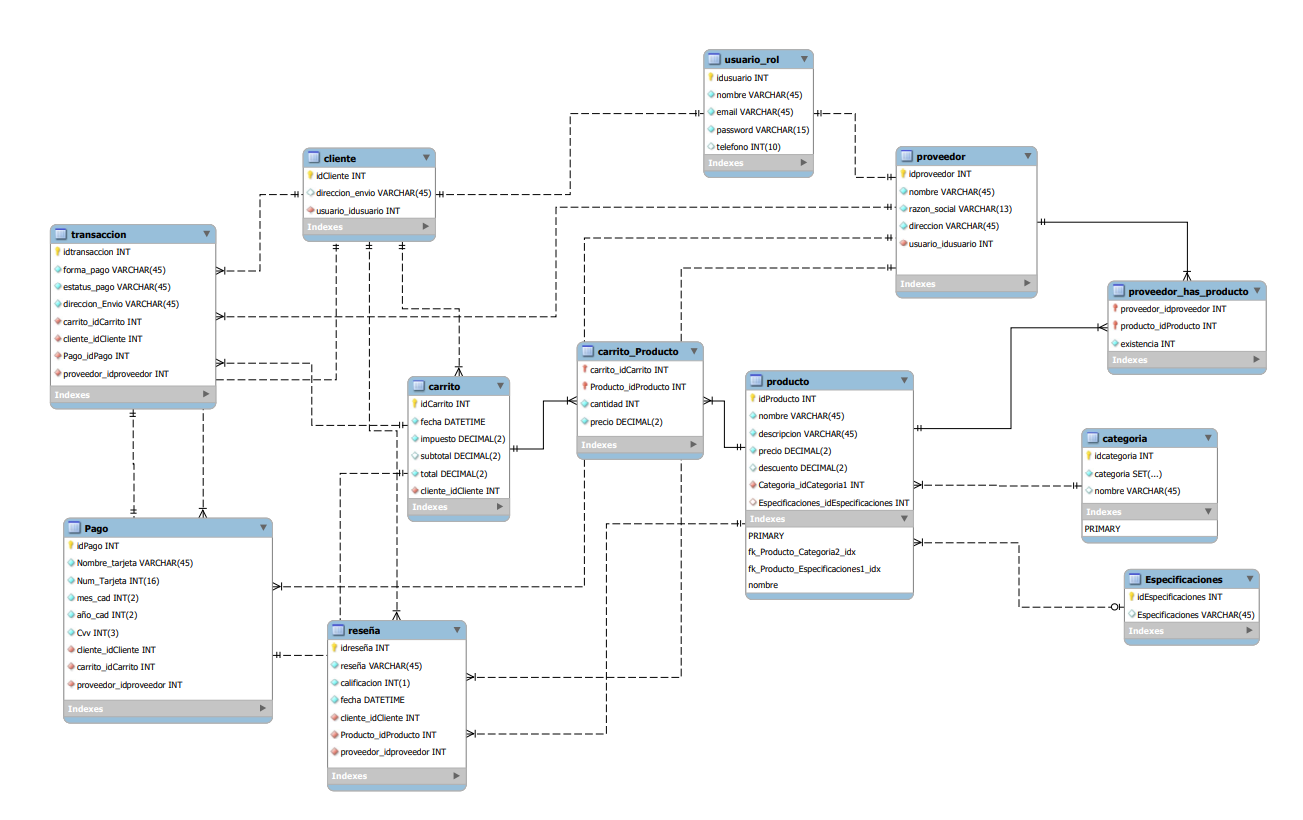 usuario_rol
idusuario INT
nombre VARCHAR(45)
email VARCHAR(45)
password VARCHAR(15)
telefono INT(10)
Indexes
cliente
idCliente INT
direccion_envio VARCHAR(45)
usuario_idusuario INT
Indexes
proveedor
idproveedor INT
nombre VARCHAR(45)
razon_social VARCHAR(13)
direccion VARCHAR(45)
usuario_idusuario INT
Indexes
transaccion
idtransaccion INT
forma_pago VARCHAR(45)
estatus_pago VARCHAR(45)
direccion_Envio VARCHAR(45)
carrito_idCarrito INT
cliente_idCliente INT
Pago_idPago INT
proveedor_idproveedor INT
Indexes
proveedor_has_producto
proveedor_idproveedor INT
producto_idProducto INT
existencia INT
Indexes
carrito_Producto
carrito_idCarrito INT
Producto_idProducto INT
cantidad INT
precio DECIMAL(2)
Indexes
carrito
idCarrito INT
fecha DATETIME
impuesto DECIMAL(2)
subtotal DECIMAL(2)
total DECIMAL(2)
cliente_idCliente INT
Indexes
producto
idProducto INT
nombre VARCHAR(45)
descripcion VARCHAR(45)
precio DECIMAL(2)
descuento DECIMAL(2)
Categoria_idCategoria1 INT
Especificaciones_idEspecificaciones INT
Indexes
PRIMARY
fk_Producto_Categoria2_idx
fk_Producto_Especificaciones1_idx
nombre
categoria
idcategoria INT
categoria SET(...)
nombre VARCHAR(45)
Indexes
PRIMARY
Pago
idPago INT
Nombre_tarjeta VARCHAR(45)
Num_Tarjeta INT(16)
mes_cad INT(2)
año_cad INT(2)
Cvv INT(3)
cliente_idCliente INT
carrito_idCarrito INT
proveedor_idproveedor INT
Indexes
Especificaciones
idEspecificaciones INT
Especificaciones VARCHAR(45)
Indexes
reseña
idreseña INT
reseña VARCHAR(45)
calificacion INT(1)
fecha DATETIME
cliente_idCliente INT
Producto_idProducto INT
proveedor_idproveedor INT
Indexes